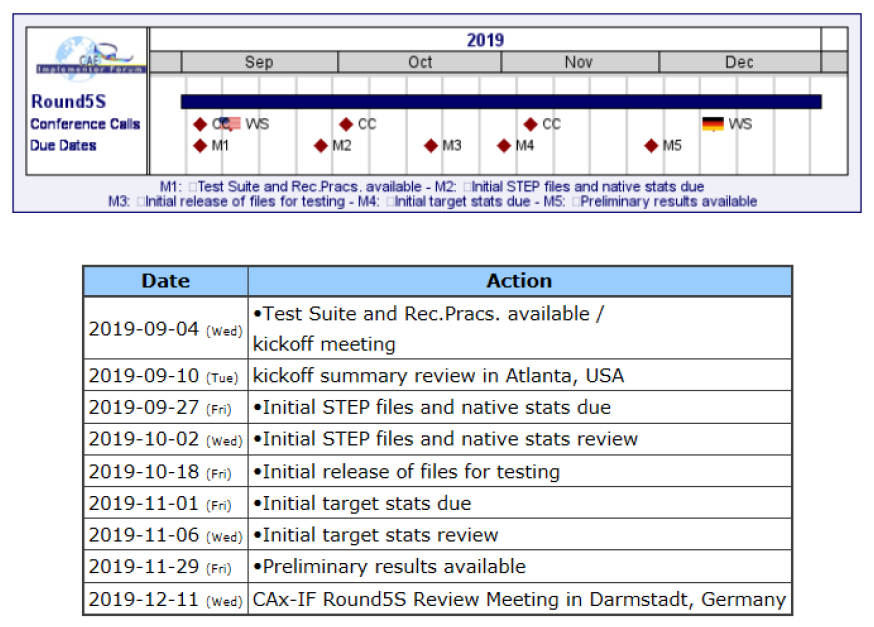 2019
CAE
Implementor Forum
Sep Oct Nov Dec
Round5S
Conference Calls CC WS CC CC WS
Due Dates M1 M2 M3 M4 M5
M1: □Test Suite and Rec.Pracs. available - M2: □Initial STEP files and native stats due
M3: □Initial release of files for testing - M4: □Initial target stats due - M5: □Preliminary results available
Date Action
2019-09-04 (Wed) •Test Suite and Rec.Pracs. available /
kickoff meeting
2019-09-10 (Tue) kickoff summary review in Atlanta, USA
2019-09-27 (Fri) •Initial STEP files and native stats due
2019-10-02 (Wed) •Initial STEP files and native stats review
2019-10-18 (Fri) •Initial release of files for testing
2019-11-01 (Fri) •Initial target stats due
2019-11-06 (Wed) •Initial target stats review
2019-11-29 (Fri) •Preliminary results available
2019-12-11 (Wed) CAx-IF Round5S Review Meeting in Darmstadt, Germany